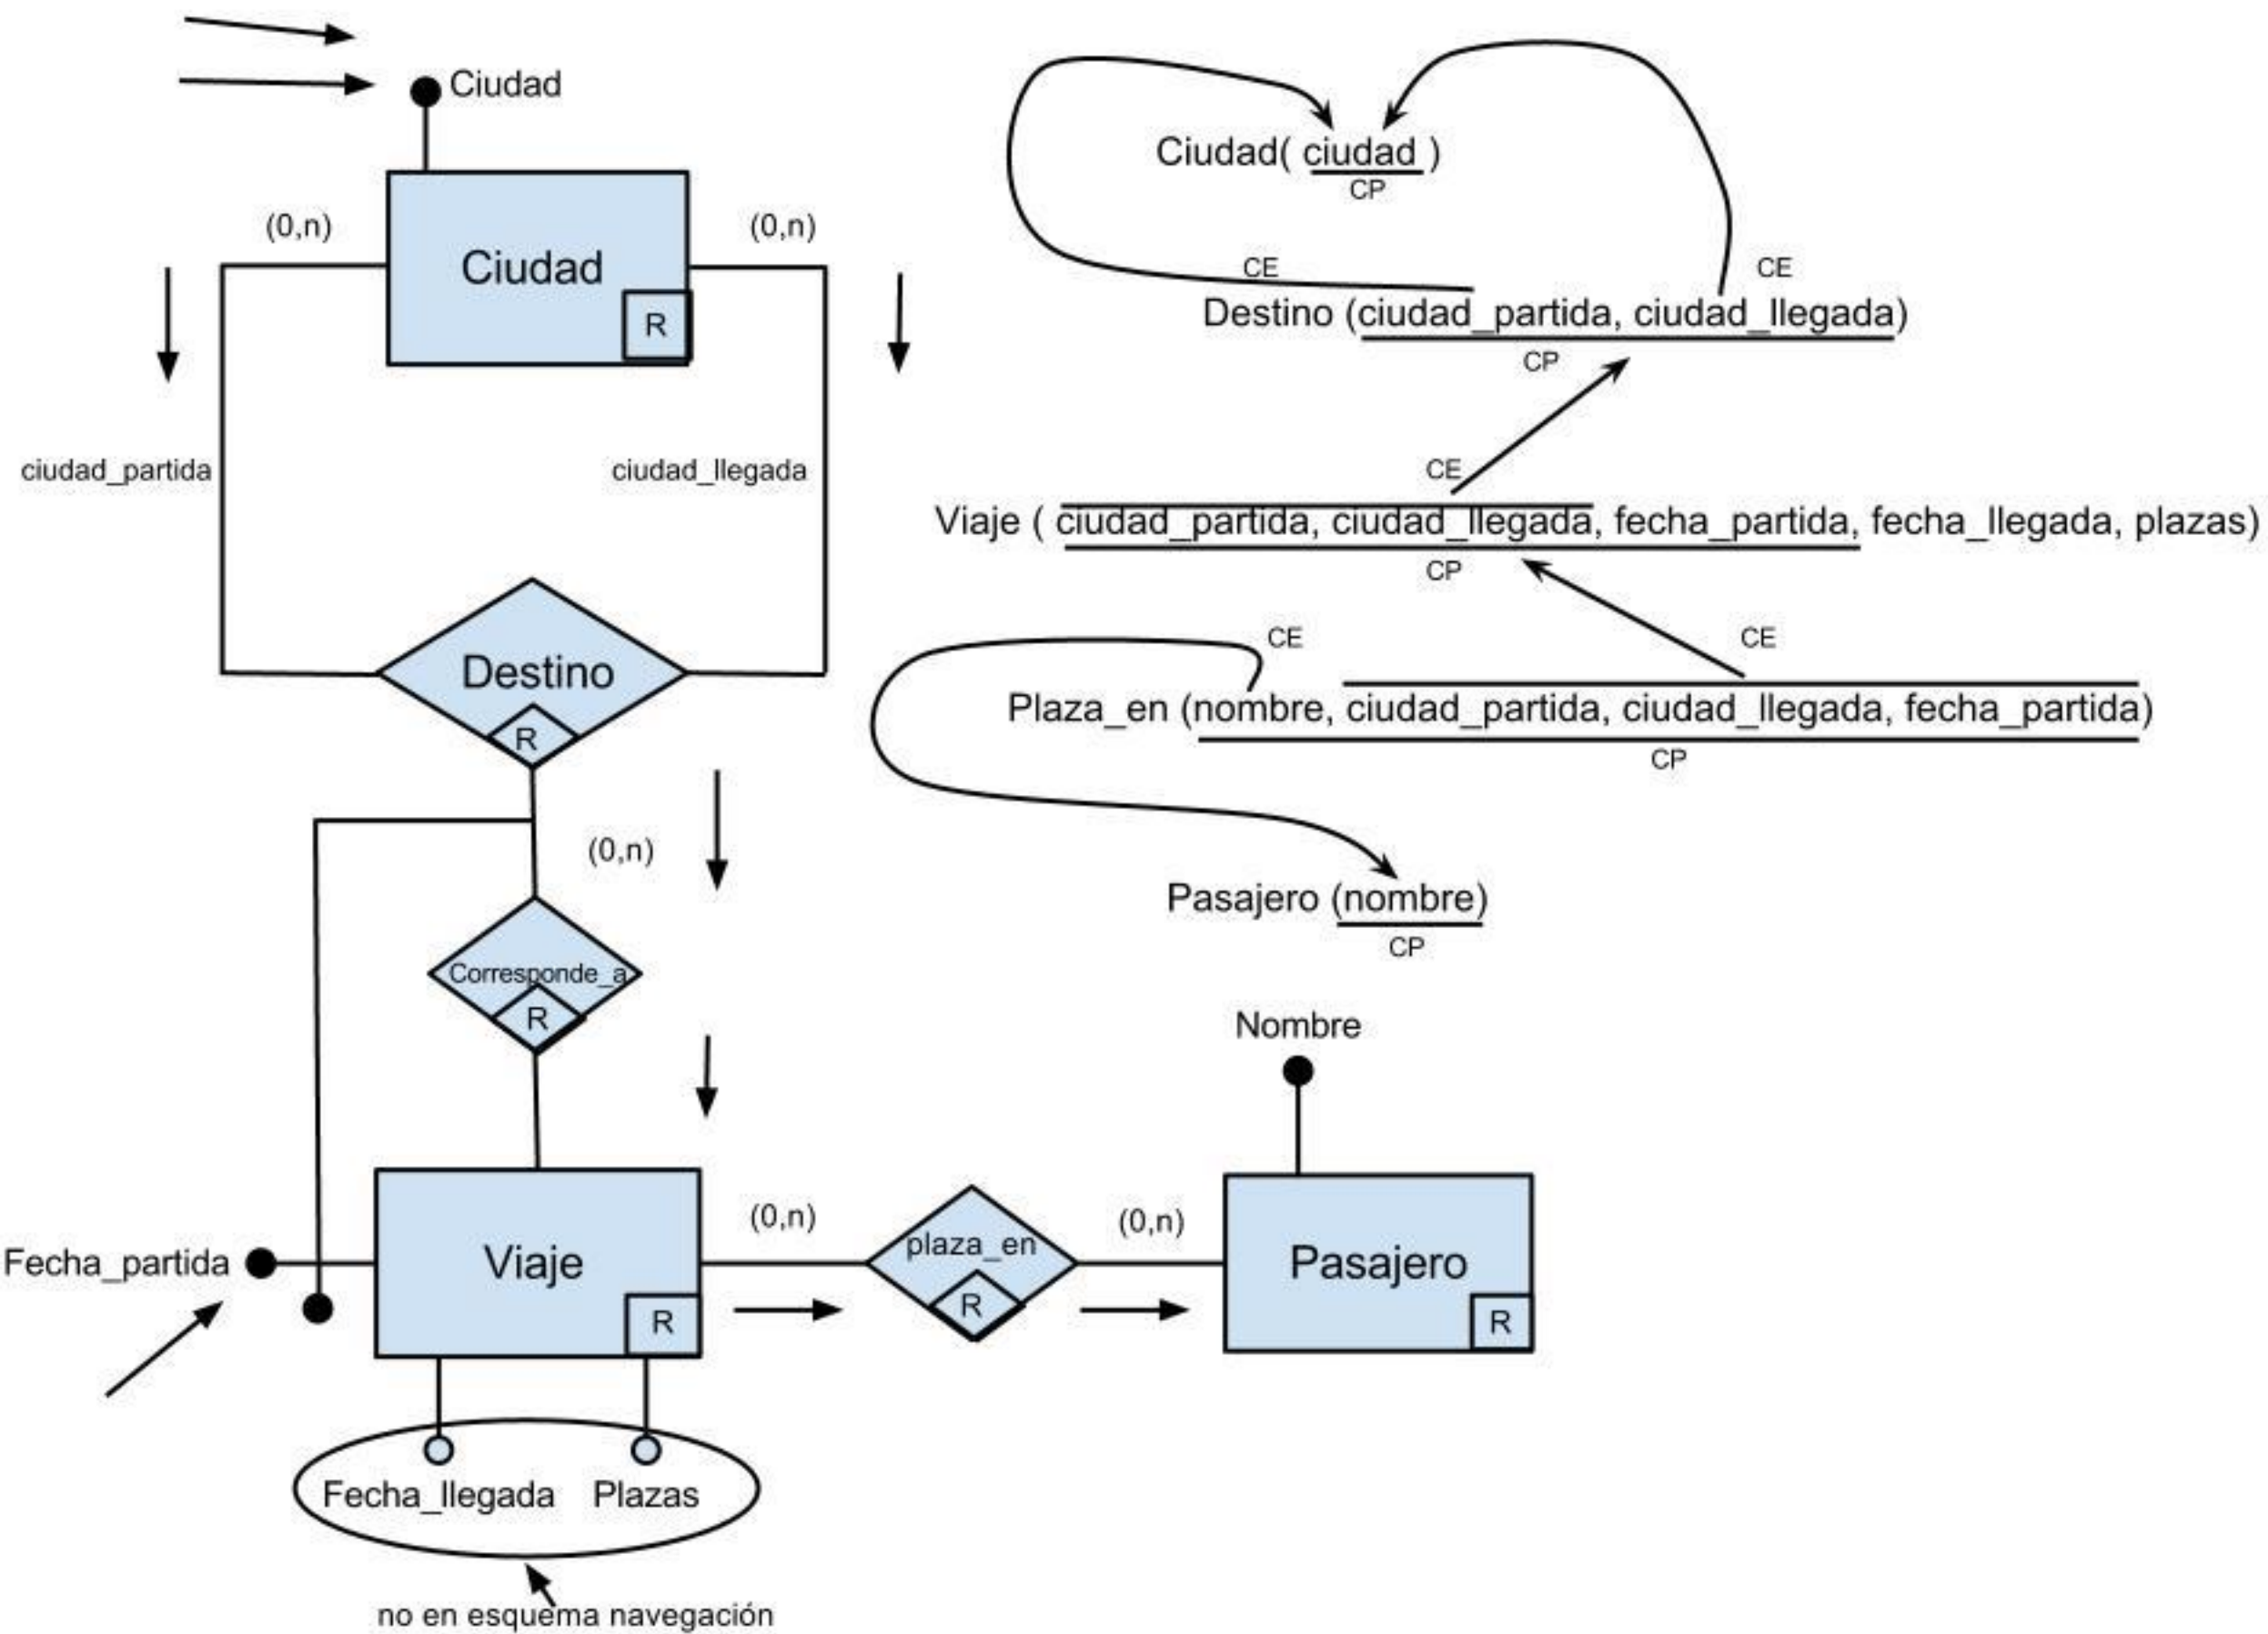 Ciudad
(0,n)
(0,n)
Ciudad
R
ciudad_partida
ciudad_llegada
Destino
R
(0,n)
Corresponde_a
R
Fecha_partida
Viaje
R
(0,n)
plaza_en
R
(0,n)
Nombre
Pasajero
R
Fecha_llegada
Plazas
no en esquema navegación
Ciudad( ciudad )
CP
CE
CE
Destino (ciudad_partida, ciudad_llegada)
CP
CE
Viaje ( ciudad_partida, ciudad_llegada, fecha_partida, fecha_llegada, plazas)
CP
CE
CE
Plaza_en (nombre, ciudad_partida, ciudad_llegada, fecha_partida)
CP
Pasajero (nombre)
CP